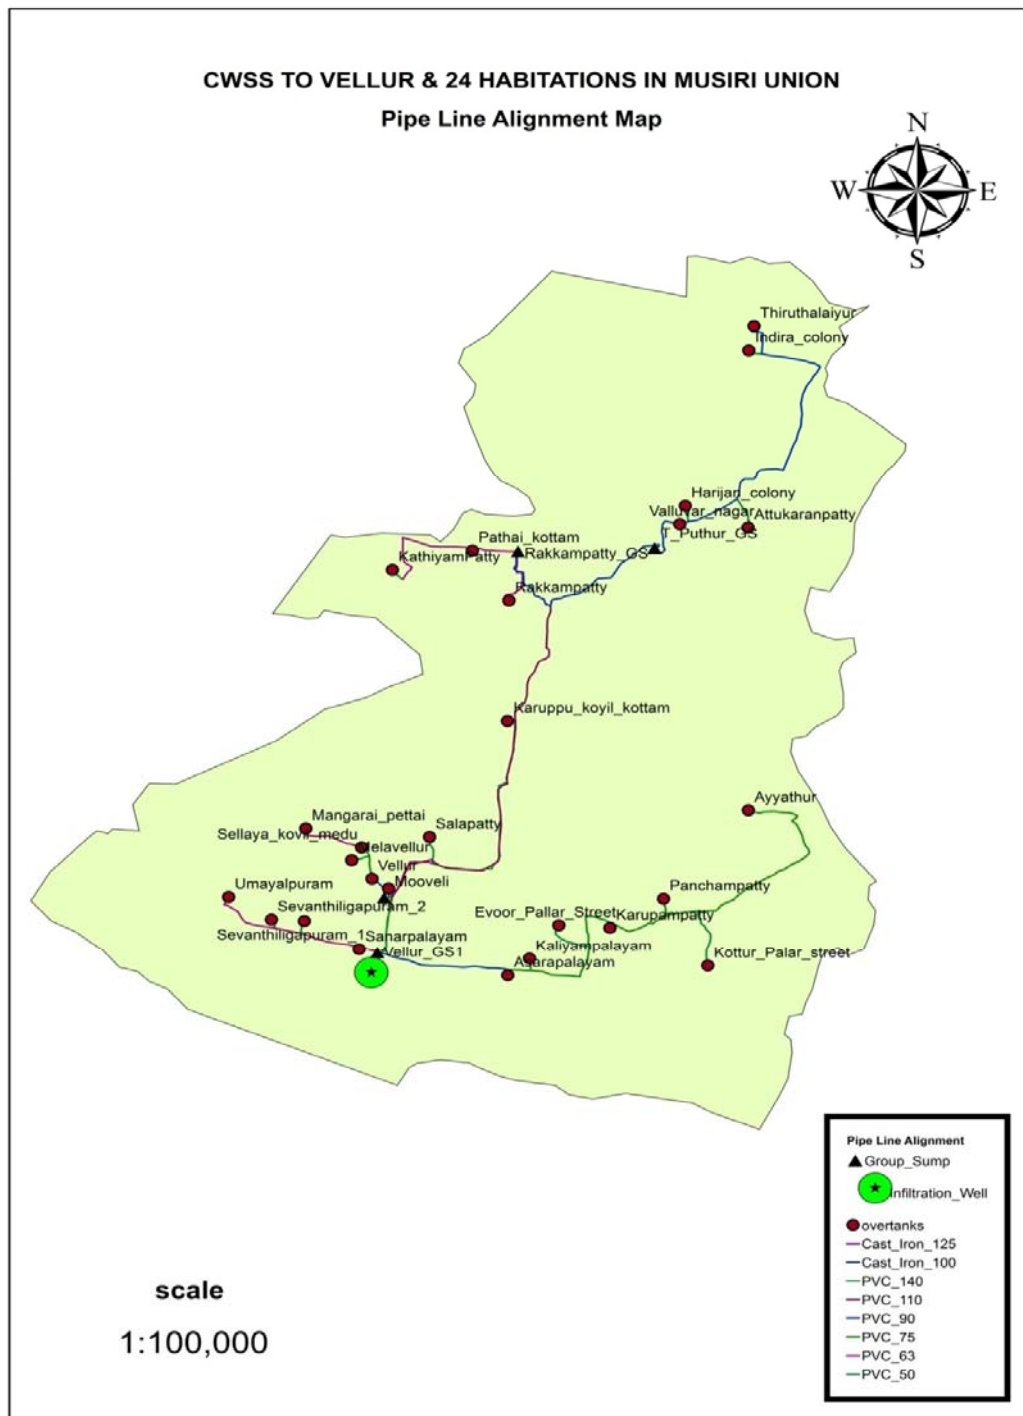 CWSS TO VELLUR & 24 HABITATIONS IN MUSIRI UNION
Pipe Line Alignment Map
N
W
E
S
Thiruthalaiyur
Indira_colony
Harijan_colony
Valluvar_nagar
Attukaranpatty
T_Puthur_GS
Pathai_kottam
Rakkampatty_GS
KathiyamPatty
Rakkampatty
Karuppu_koyil_kottam
Ayyathur
Mangarai_pettai
Salapatty
Sellaya_kovil_medu
Melavellur
Vellur
Mooveli
Umayalpuram
Panchampatty
Sevanthiligapuram_2
Evoor_Pallar_Street
Karupampatty
Sevanthiligapuram_1
Sanarpalayam
Kaliyampalayam
Vellur_GS1
Kottur_Palar_street
Asarapalayam
Pipe Line Alignment
Group_Sump
Infiltration_Well
overtanks
Cast_Iron_125
Cast_Iron_100
PVC_140
PVC_110
PVC_90
PVC_75
PVC_63
PVC_50
scale
1:100,000